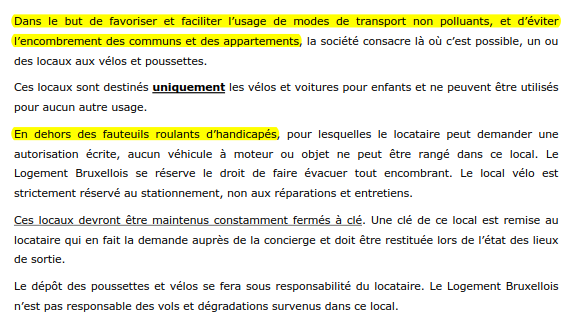 Dans le but de favoriser et faciliter l’usage de modes de transport non polluants, et d’éviter
l’encombrement des communs et des appartements, la société consacre là où c’est possible, un ou
des locaux aux vélos et poussettes.
Ces locaux sont destinés uniquement les vélos et voitures pour enfants et ne peuvent être utilisés
pour aucun autre usage.
En dehors des fauteuils roulants d’handicapés, pour lesquelles le locataire peut demander une
autorisation écrite, aucun véhicule à moteur ou objet ne peut être rangé dans ce local. Le
Logement Bruxellois se réserve le droit de faire évacuer tout encombrant. Le local vélo est
strictement réservé au stationnement, non aux réparations et entretiens.
Ces locaux devront être maintenus constamment fermés à clé. Une clé de ce local est remise au
locataire qui en fait la demande auprès de la concierge et doit être restituée lors de l’état des lieux
de sortie.
Le dépôt des poussettes et vélos se fera sous responsabilité du locataire. Le Logement Bruxellois
n’est pas responsable des vols et dégradations survenus dans ce local.